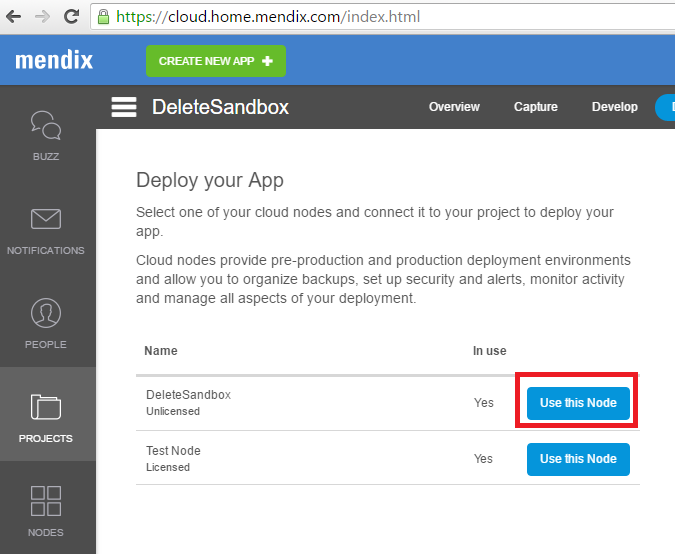 https://cloud.home.mendix.com/index.html
mendix
CREATE NEW APP +
DeleteSandbox
Overview
Capture
Develop
BUZZ
NOTIFICATIONS
PEOPLE
PROJECTS
NODES
Deploy your App
Select one of your cloud nodes and connect it to your project to deploy your
app.
Cloud nodes provide pre-production and production deployment environments
and allow you to organize backups, set up security and alerts, monitor activity
and manage all aspects of your deployment.
Name In use
DeleteSandbox
Unlicensed
Yes
Use this Node
Test Node
Licensed
Yes
Use this Node